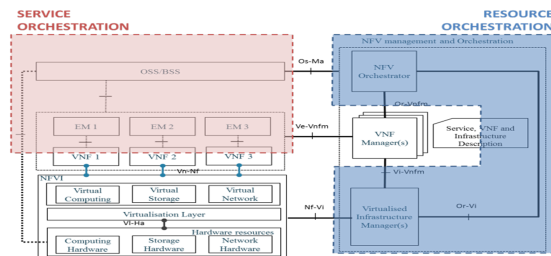 SERVICE
ORCHESTRATION
RESOURCE
ORCHESTRATION
NFV management and Orchestration
Os-Ma
OSS/BSS
NFV
Orchestrator
Or-Vnfm
EM 1
EM 2
EM 3
Ve-Vnfm
VNF
Manager(s)
Service, VNF and
Infrastructure
Description
VNF 1
VNF 2
VNF 3
Vn-Nf
Vi-Vnfm
NFVI
Virtual
Computing
Virtual
Storage
Virtual
Network
Virtualisation Layer
Vl-Ha
Hardware resources
Computing
Hardware
Storage
Hardware
Network
Hardware
Nf-Vi
Virtualised
Infrastructure
Manager(s)
Or-Vi